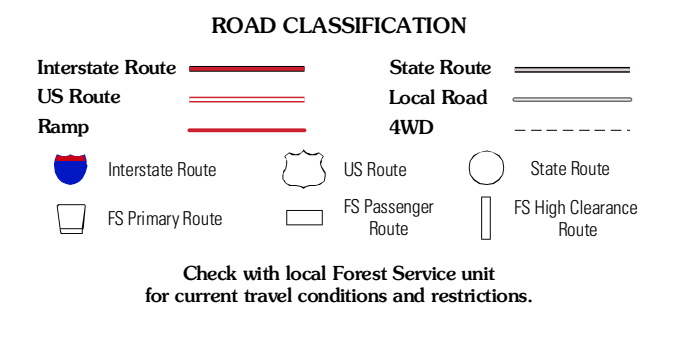 ROAD CLASSIFICATION
Interstate Route
State Route
US Route
Local Road
Ramp
4WD
Interstate Route
US Route
State Route
FS Primary Route
FS Passenger
Route
FS High Clearance
Route
Check with local Forest Service unit
for current travel conditions and restrictions.